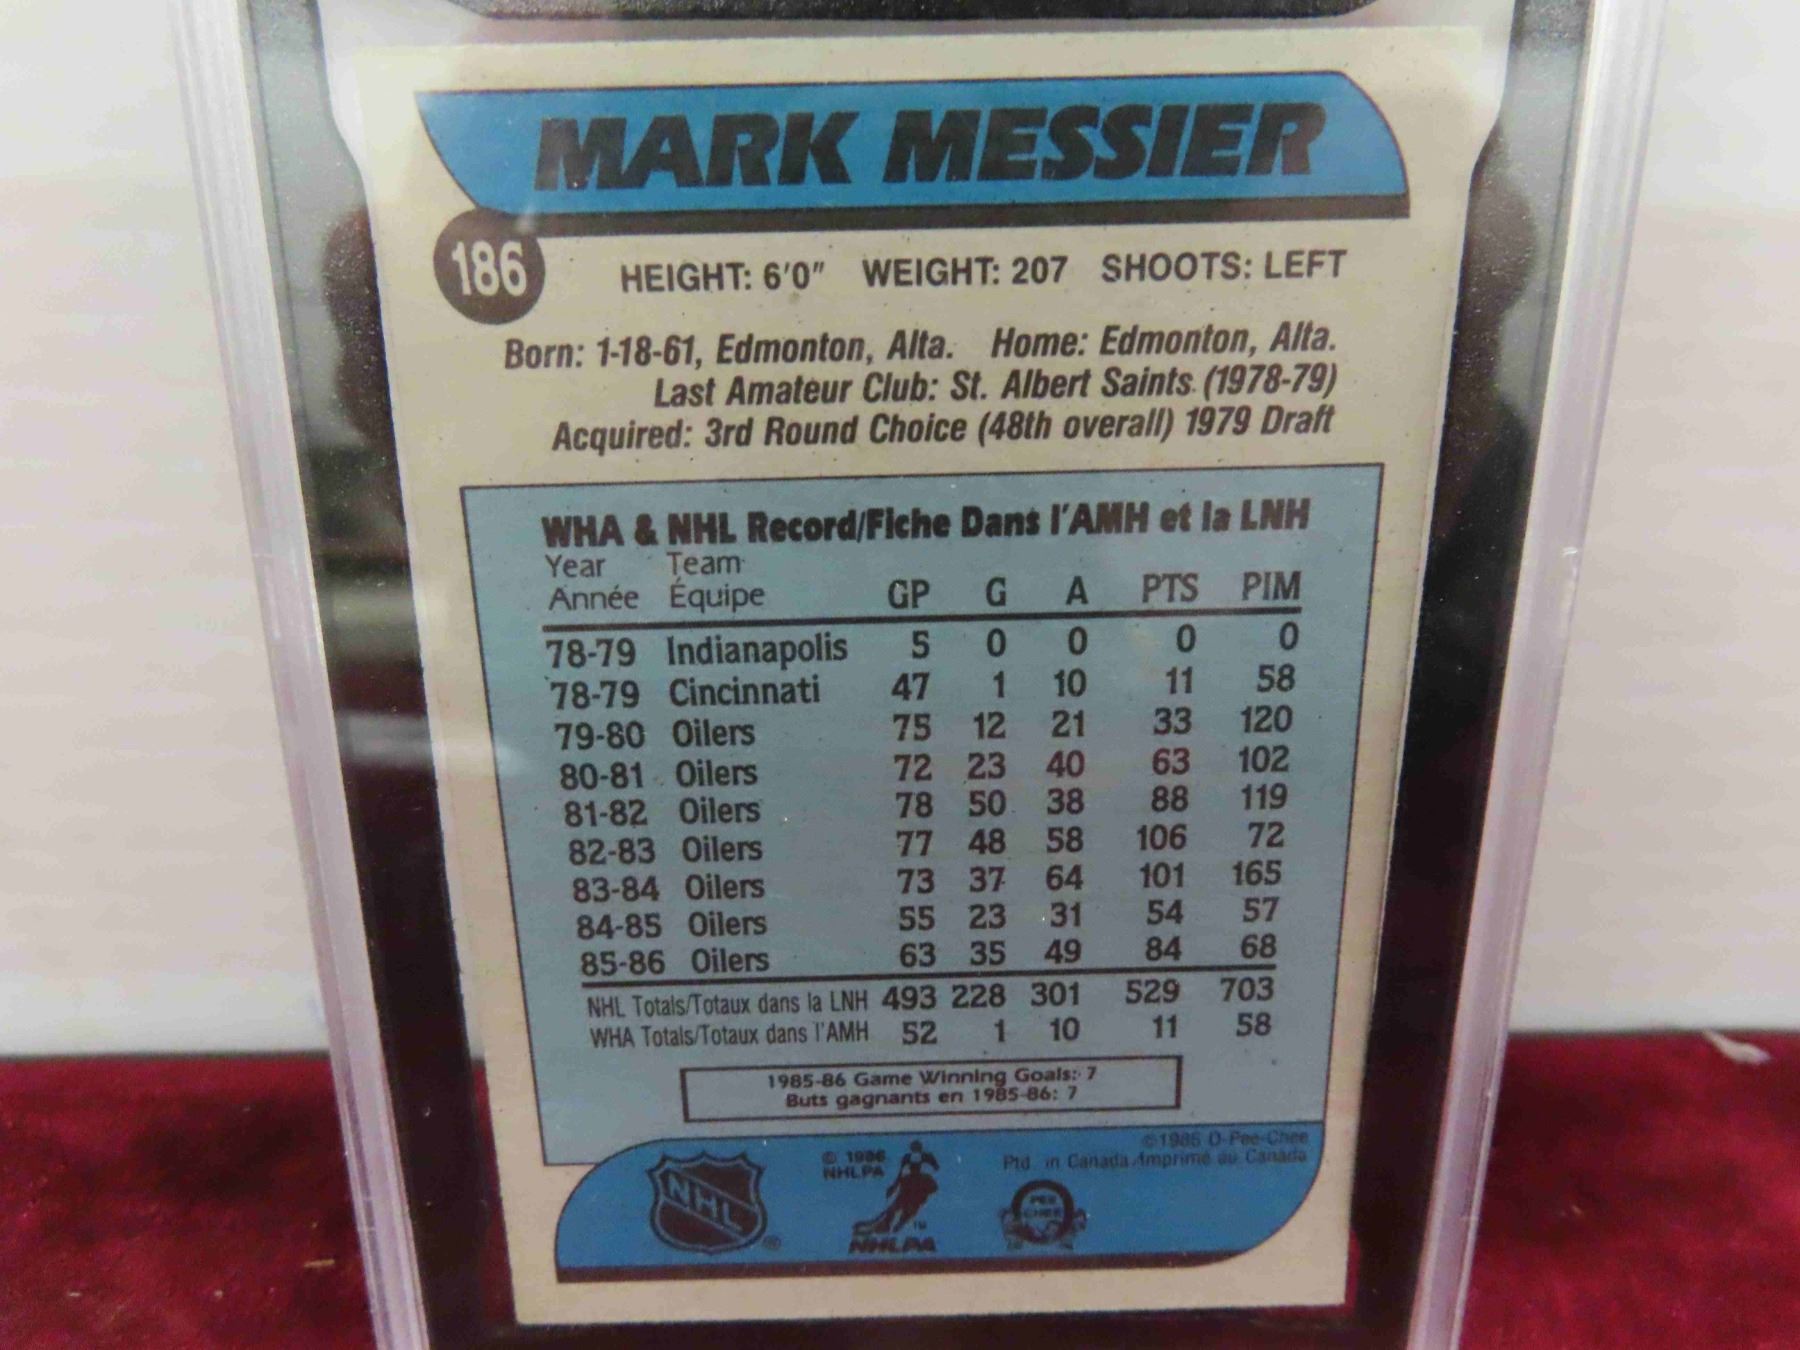 MARK MESSIER
186
HEIGHT: 6'0" WEIGHT: 207 SHOOTS: LEFT
Born: 1-18-61, Edmonton, Alta. Home: Edmonton, Alta.
Last Amateur Club: St. Albert Saints (1978-79)
Acquired: 3rd Round Choice (48th overall) 1979 Draft
WHA & NHL Record/Fiche Dans l'AMH et la LNH
Year Team
Année Équipe GP G A PTS PIM
78-79 Indianapolis 5 0 0 0 0
78-79 Cincinnati 47 1 10 11 58
79-80 Oilers 75 12 21 33 120
80-81 Oilers 72 23 40 63 102
81-82 Oilers 78 50 38 88 119
82-83 Oilers 77 48 58 106 72
83-84 Oilers 73 37 64 101 165
84-85 Oilers 55 23 31 54 57
85-86 Oilers 63 35 49 84 68
NHL Totals/Totaux dans la LNH 493 228 301 529 703
WHA Totals/Totaux dans l'AMH 52 1 10 11 58
1985-86 Game Winning Goals: 7
Buts gagnants en 1985-86: 7
©1986 O-Pee-Chee
Ptd. in Canada/Imprimé au Canada
© 1986
NHLPA
NHL ®
TM
NHLPA
PEE
CHEE